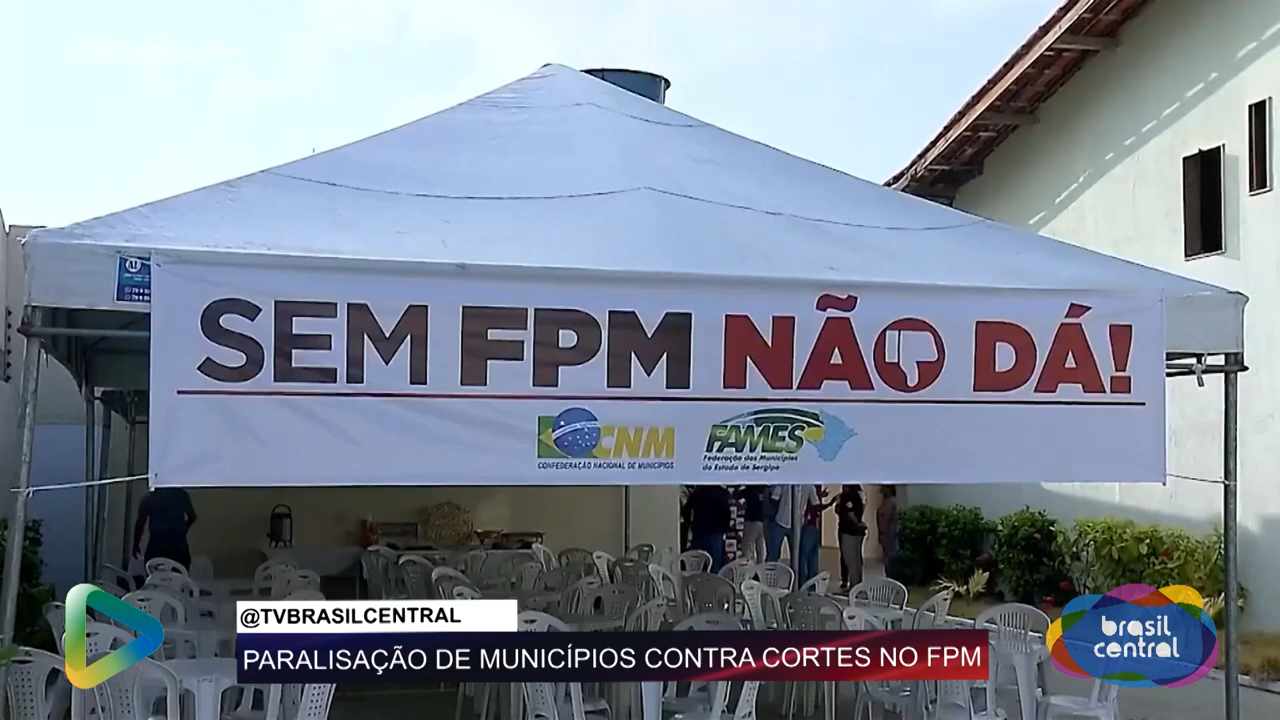 SEM FPM NÃO DÁ!
CNM
CONFEDERAÇÃO NACIONAL DE MUNICÍPIOS
FAMES
Federação dos Municípios
do Estado de Sergipe
@TVBRASILCENTRAL
PARALISAÇÃO DE MUNICÍPIOS CONTRA CORTES NO FPM
brasil
central